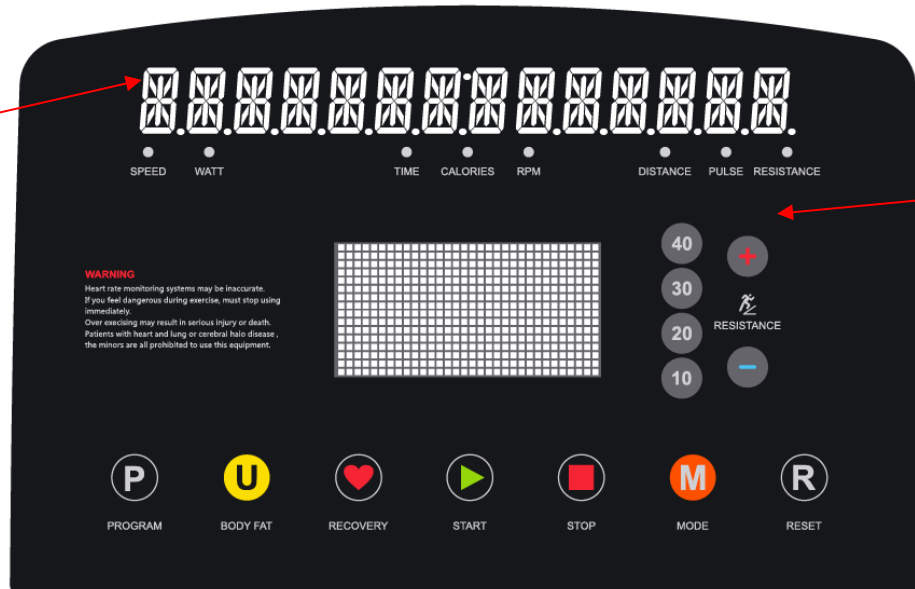 SPEED WATT TIME CALORIES RPM DISTANCE PULSE RESISTANCE
WARNING
Heart rate monitoring systems may be inaccurate.
If you feel dangerous during exercise, must stop using
immediately.
Over execising may result in serious injury or death.
Patients with heart and lung or cerebral halo disease ,
the minors are all prohibited to use this equipment.
40
30
20
10
+
RESISTANCE
−
P U M R
PROGRAM BODY FAT RECOVERY START STOP MODE RESET